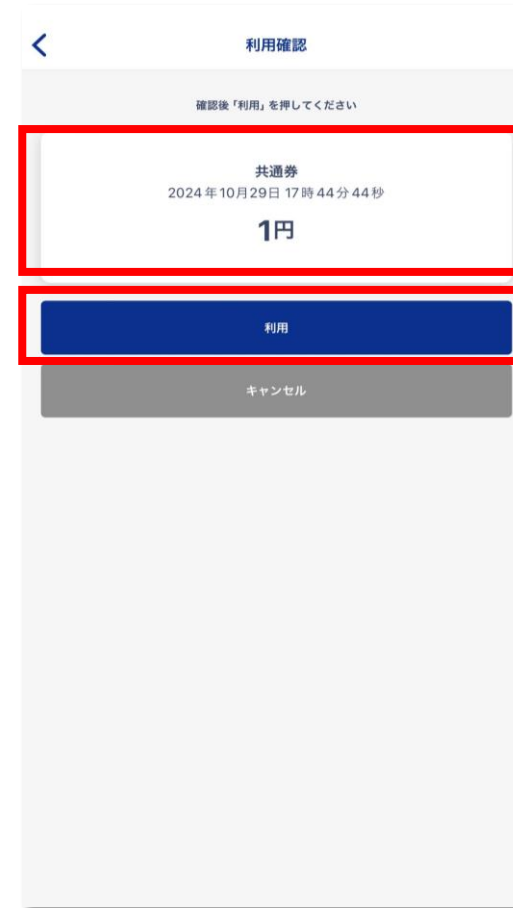 利用確認
確認後「利用」を押してください
共通券
2024年10月29日 17時44分44秒
1円
利用
キャンセル